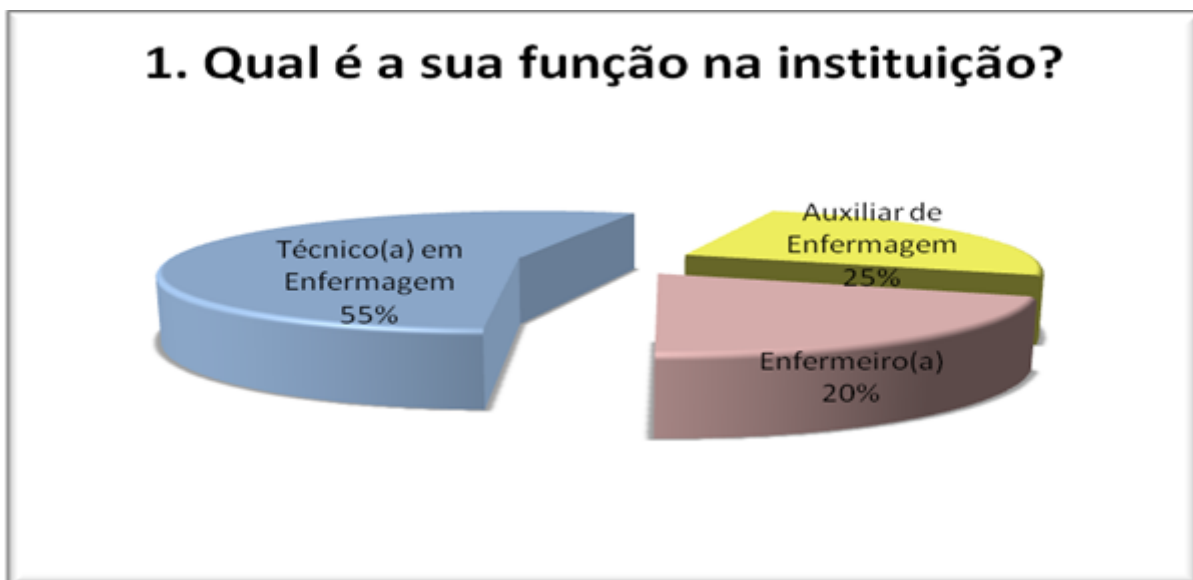 1. Qual é a sua função na instituição?
Técnico(a) em
Enfermagem
55%
Auxiliar de
Enfermagem
25%
Enfermeiro(a)
20%